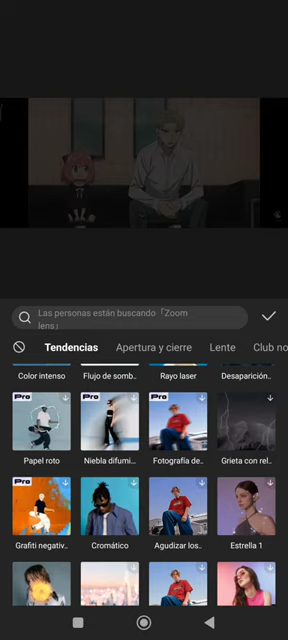 Las personas están buscando「Zoom
lens」
Tendencias Apertura y cierre Lente Club no
Color intenso Flujo de somb.. Rayo laser Desaparición..
Pro Pro Pro
Papel roto Niebla difumi... Fotografía de.. Grieta con rel..
Pro
Grafiti negativ.. Cromático Agudizar los.. Estrella 1